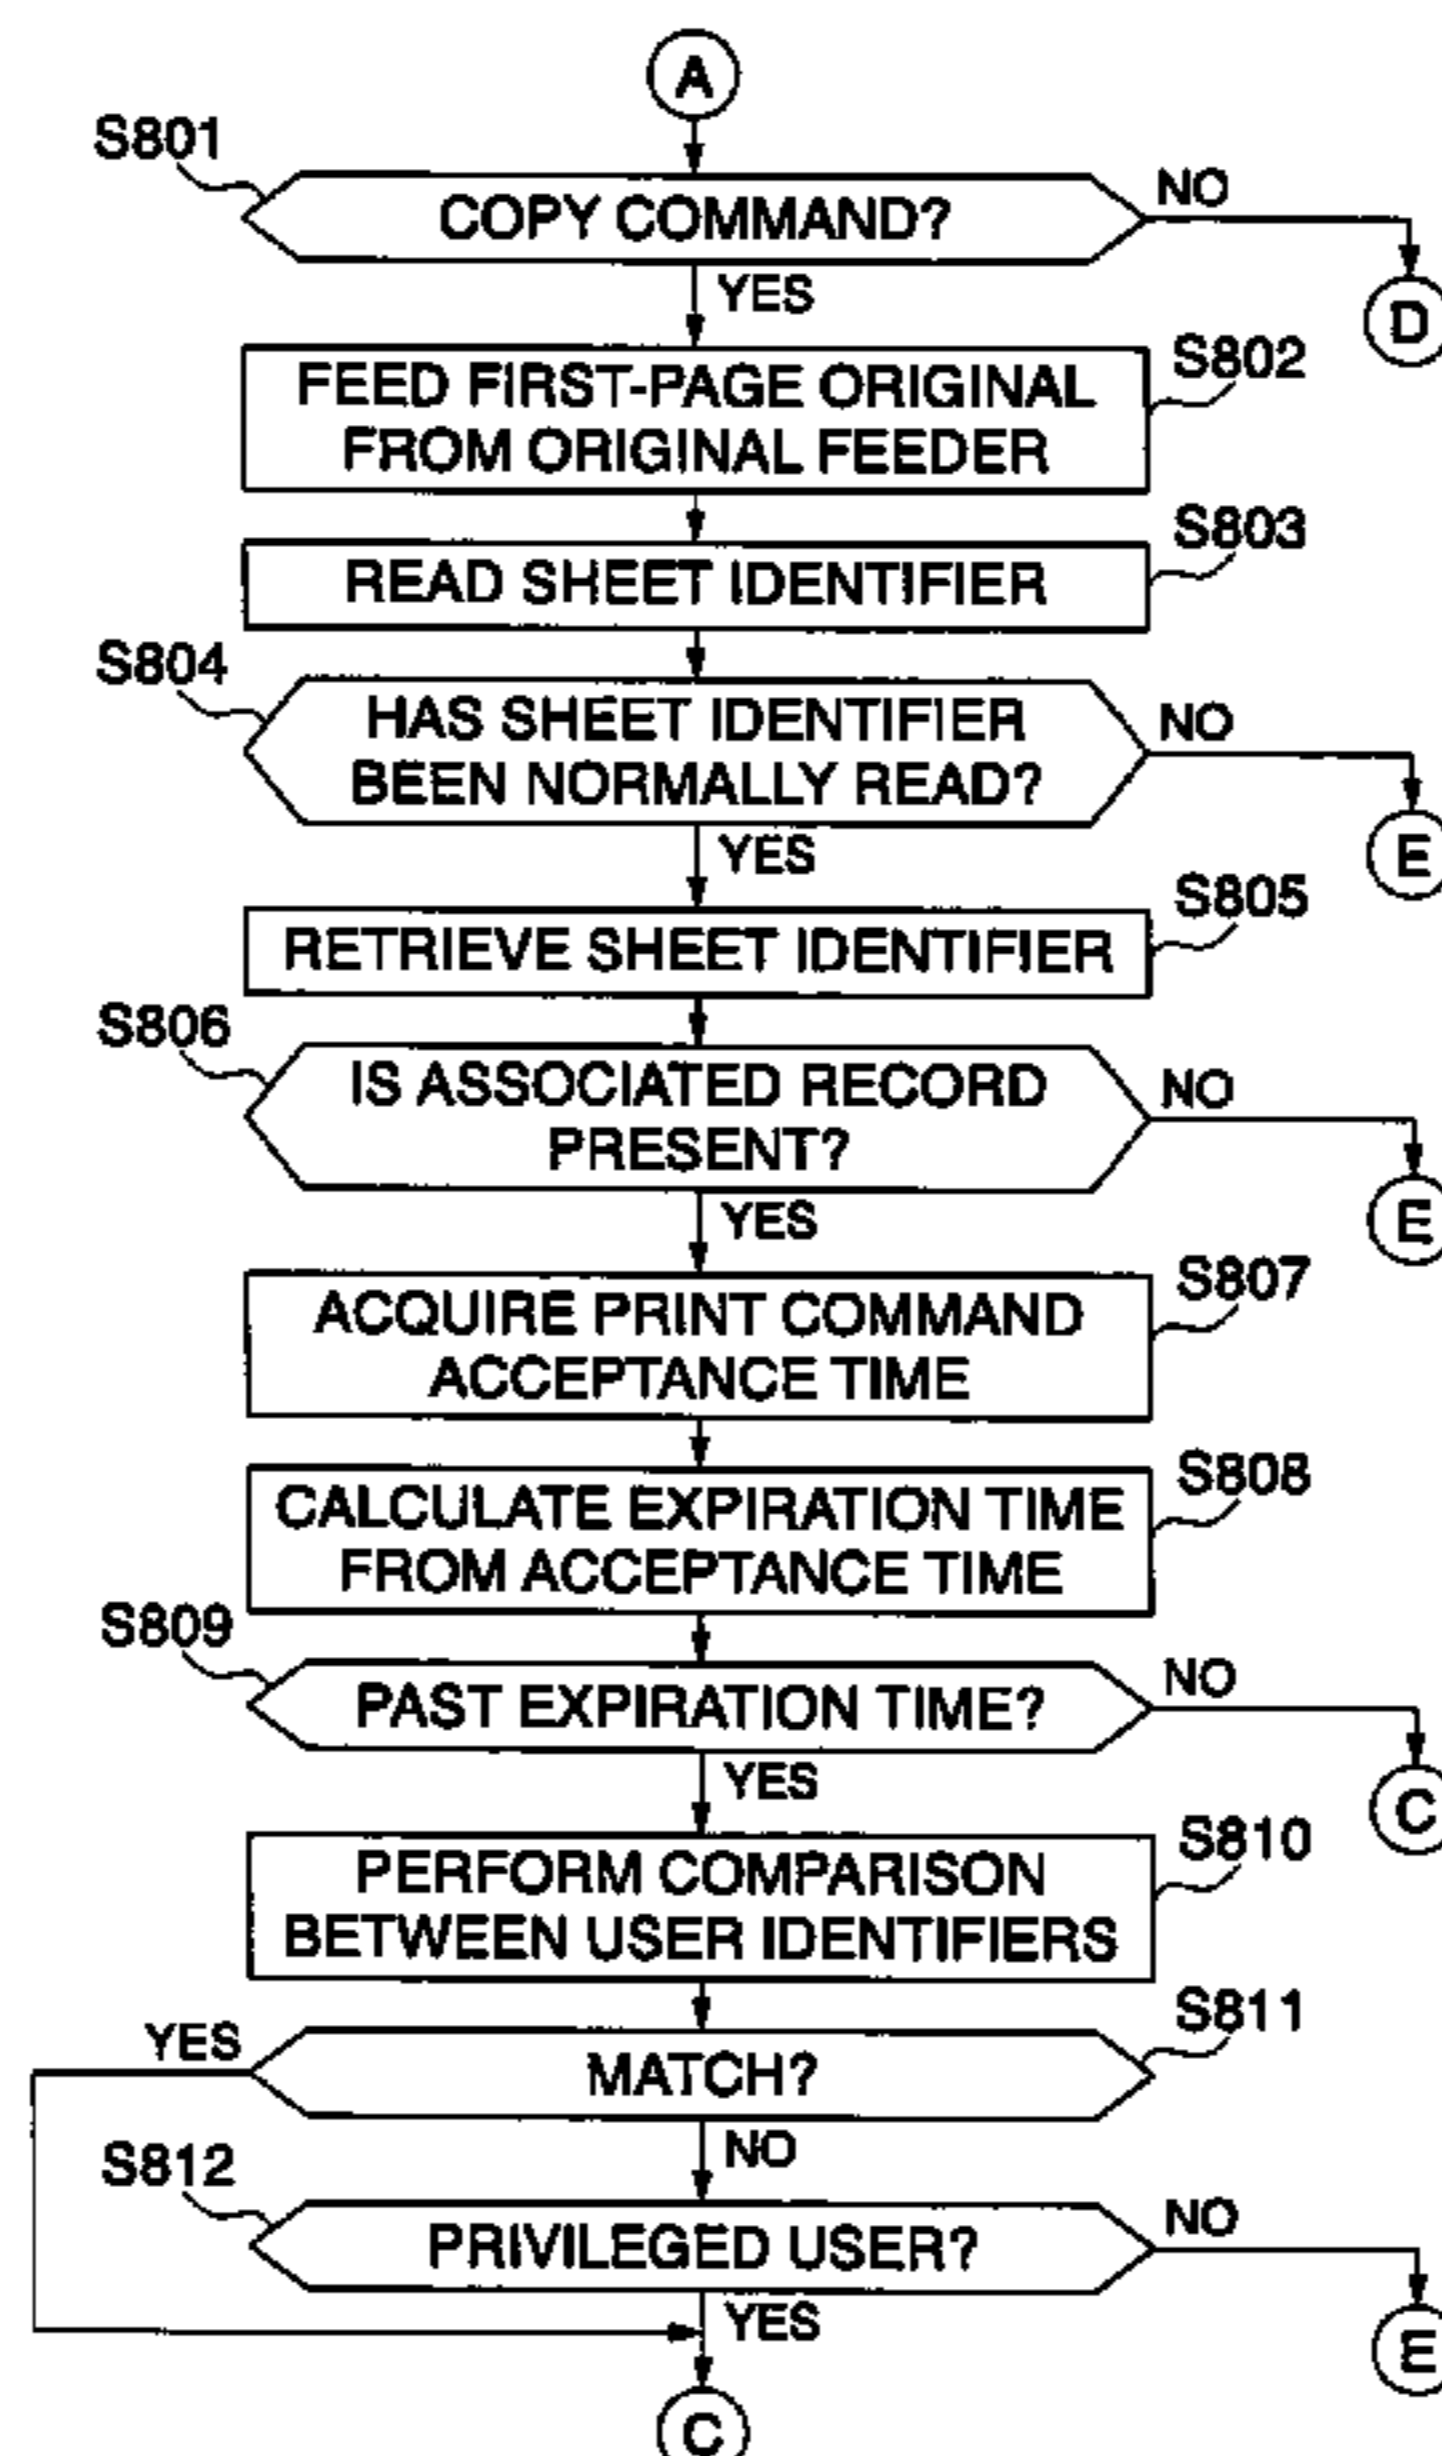 A
S801
COPY COMMAND?
NO
D
YES
S802
FEED FIRST-PAGE ORIGINAL
FROM ORIGINAL FEEDER
S803
READ SHEET IDENTIFIER
S804
HAS SHEET IDENTIFIER
BEEN NORMALLY READ?
NO
E
YES
S805
RETRIEVE SHEET IDENTIFIER
S806
IS ASSOCIATED RECORD
PRESENT?
NO
E
YES
S807
ACQUIRE PRINT COMMAND
ACCEPTANCE TIME
S808
CALCULATE EXPIRATION TIME
FROM ACCEPTANCE TIME
S809
PAST EXPIRATION TIME?
NO
C
YES
S810
PERFORM COMPARISON
BETWEEN USER IDENTIFIERS
S811
YES
MATCH?
NO
S812
PRIVILEGED USER?
NO
E
YES
C